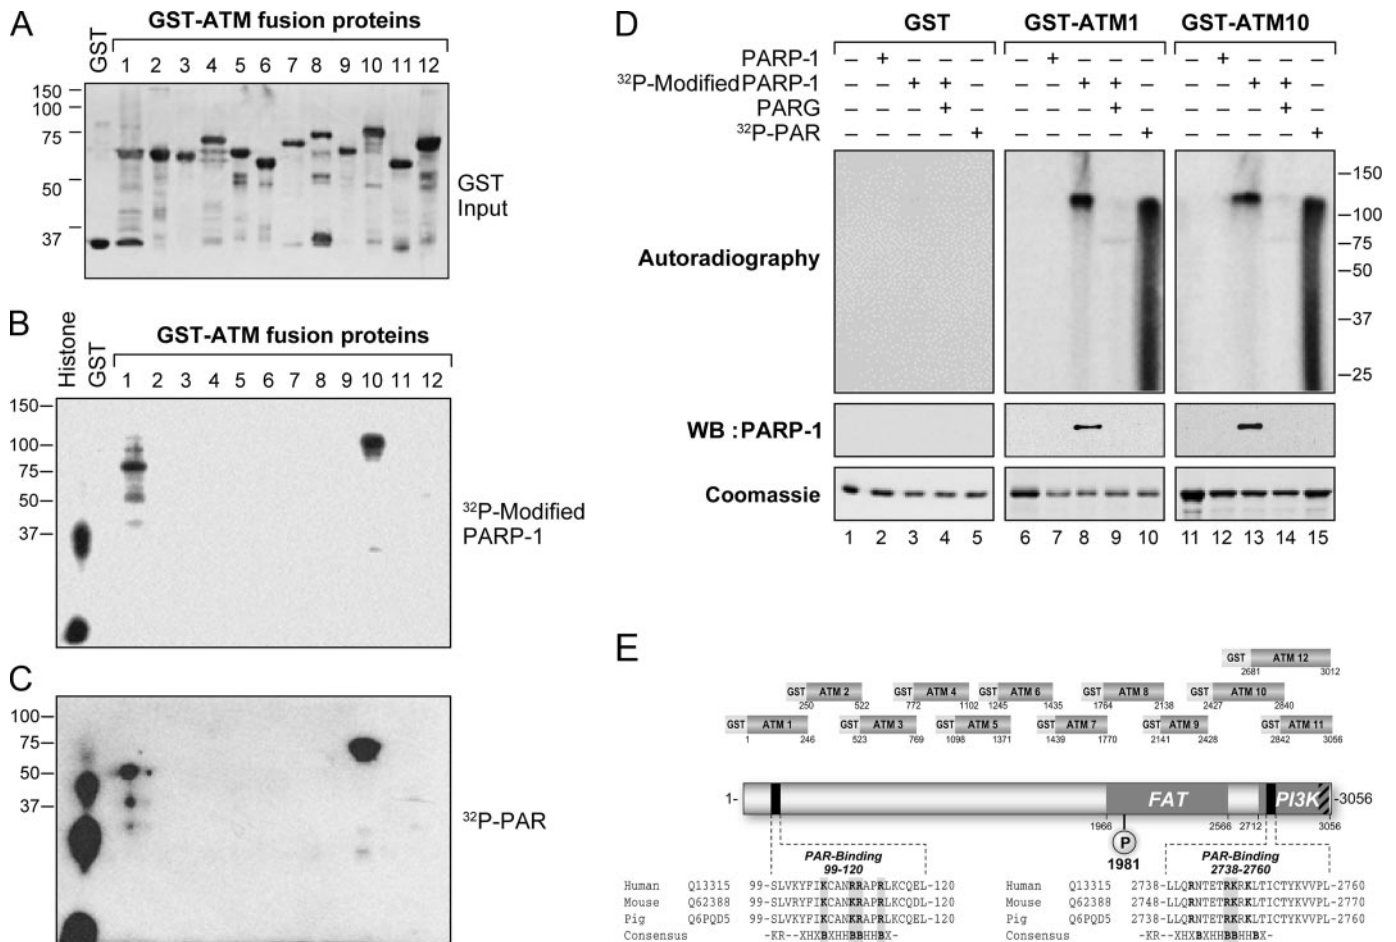 A
GST-ATM fusion proteins
GST
1 2 3 4 5 6 7 8 9 10 11 12
150
100
75
50
37
GST
Input
B
GST-ATM fusion proteins
Histone
GST
1 2 3 4 5 6 7 8 9 10 11 12
150
100
75
50
37
32P-Modified
PARP-1
C
100
75
50
37
32P-PAR
D
GST GST-ATM1 GST-ATM10
PARP-1 – + – – – – + – – – – + – – –
32P-Modified PARP-1 – – + + – – – + + – – – + + –
PARG – – – + – – – – + – – – – + –
32P-PAR – – – – + – – – – + – – – – +
Autoradiography
150
100
75
50
37
25
WB : PARP-1
Coomassie
1 2 3 4 5 6 7 8 9 10 11 12 13 14 15
E
GST ATM 12
2681 3012
GST ATM 2 GST ATM 4 GST ATM 6 GST ATM 8 GST ATM 10
250 522 772 1102 1245 1435 1764 2138 2427 2840
GST ATM 1 GST ATM 3 GST ATM 5 GST ATM 7 GST ATM 9 GST ATM 11
1 246 523 769 1098 1371 1439 1770 2141 2428 2842 3056
1- FAT PI3K -3056
1966 2566 2712 3056
P
1981
PAR-Binding
99-120
Human Q13315 99-SLVKYFIKCANRRAPRLKCQEL-120
Mouse Q62388 99-SLVKYFIKCANKRAPRLKCQDL-120
Pig Q6PQD5 99-SLVKYFIKCANKRAPRLKCQEL-120
Consensus -KR--XHXBXHHBBHHBX-
PAR-Binding
2738-2760
Human Q13315 2738-LLQRNTETRKRKLTICTYKVVPL-2760
Mouse Q62388 2748-LLQRNTETRKRKLTICTYKVVPL-2770
Pig Q6PQD5 2738-LLQRNTETRKRKLTICTYKVVPL-2760
Consensus -KR--XHXBXHHBBHHBX-